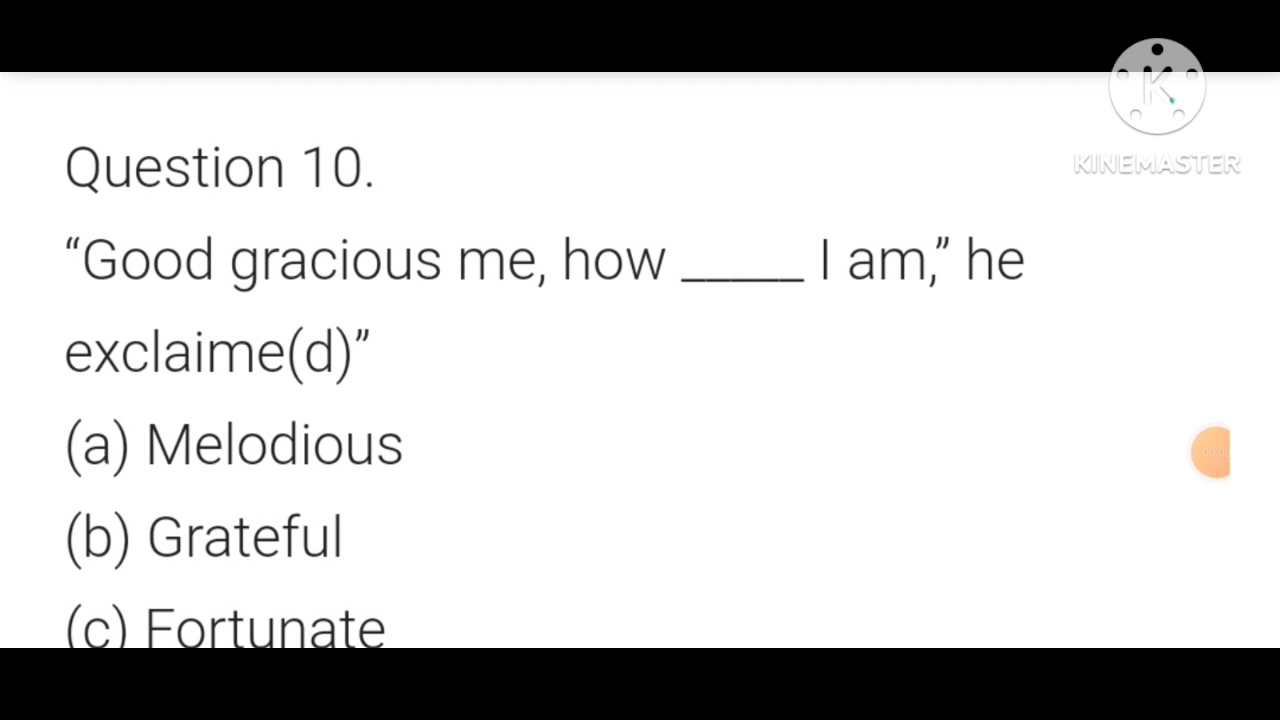 KINEMASTER
Question 10.
“Good gracious me, how _____ I am,” he
exclaime(d)”
(a) Melodious
(b) Grateful
(c) Fortunate